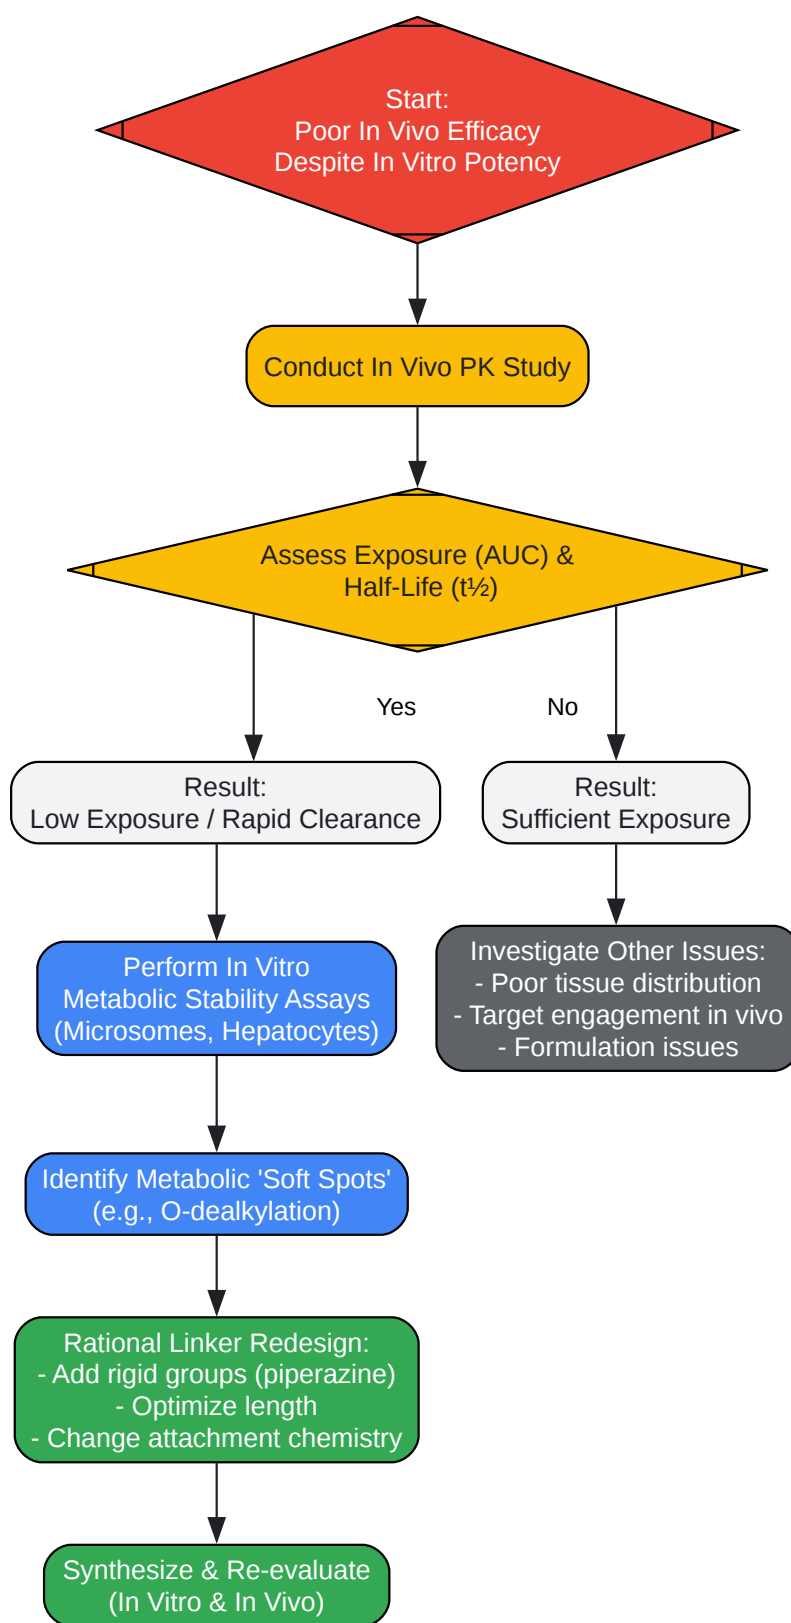 Start:
Poor In Vivo Efficacy
Despite In Vitro Potency
Conduct In Vivo PK Study
Assess Exposure (AUC) &
Half-Life (t½)
Yes
No
Result:
Low Exposure / Rapid Clearance
Result:
Sufficient Exposure
Perform In Vitro
Metabolic Stability Assays
(Microsomes, Hepatocytes)
Investigate Other Issues:
- Poor tissue distribution
- Target engagement in vivo
- Formulation issues
Identify Metabolic 'Soft Spots'
(e.g., O-dealkylation)
Rational Linker Redesign:
- Add rigid groups (piperazine)
- Optimize length
- Change attachment chemistry
Synthesize & Re-evaluate
(In Vitro & In Vivo)